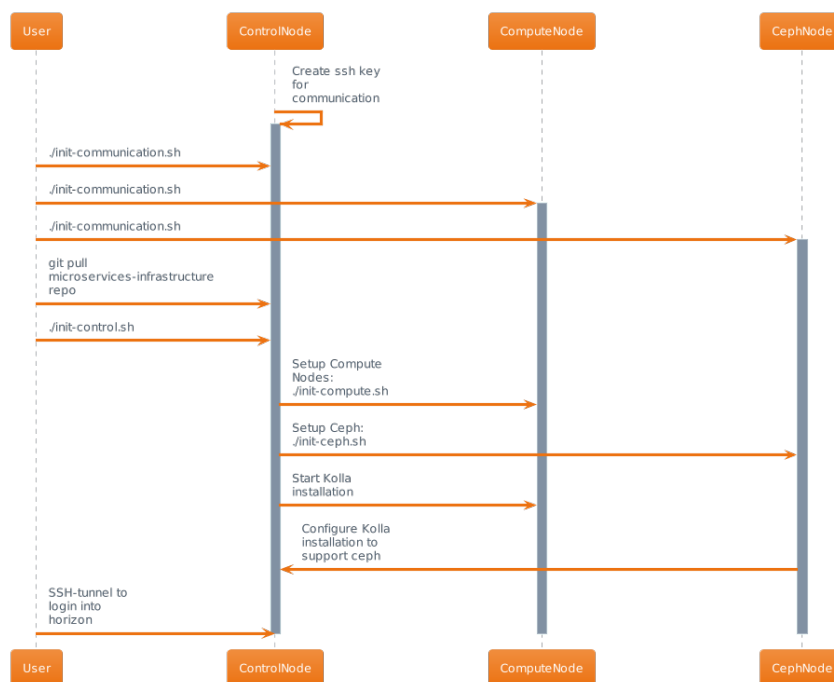 User
ControlNode
ComputeNode
CephNode
Create ssh key
for
communication
./init-communication.sh
./init-communication.sh
./init-communication.sh
git pull
microservices-infrastructure
repo
./init-control.sh
Setup Compute
Nodes:
./init-compute.sh
Setup Ceph:
./init-ceph.sh
Start Kolla
installation
Configure Kolla
installation to
support ceph
SSH-tunnel to
login into
horizon
User
ControlNode
ComputeNode
CephNode